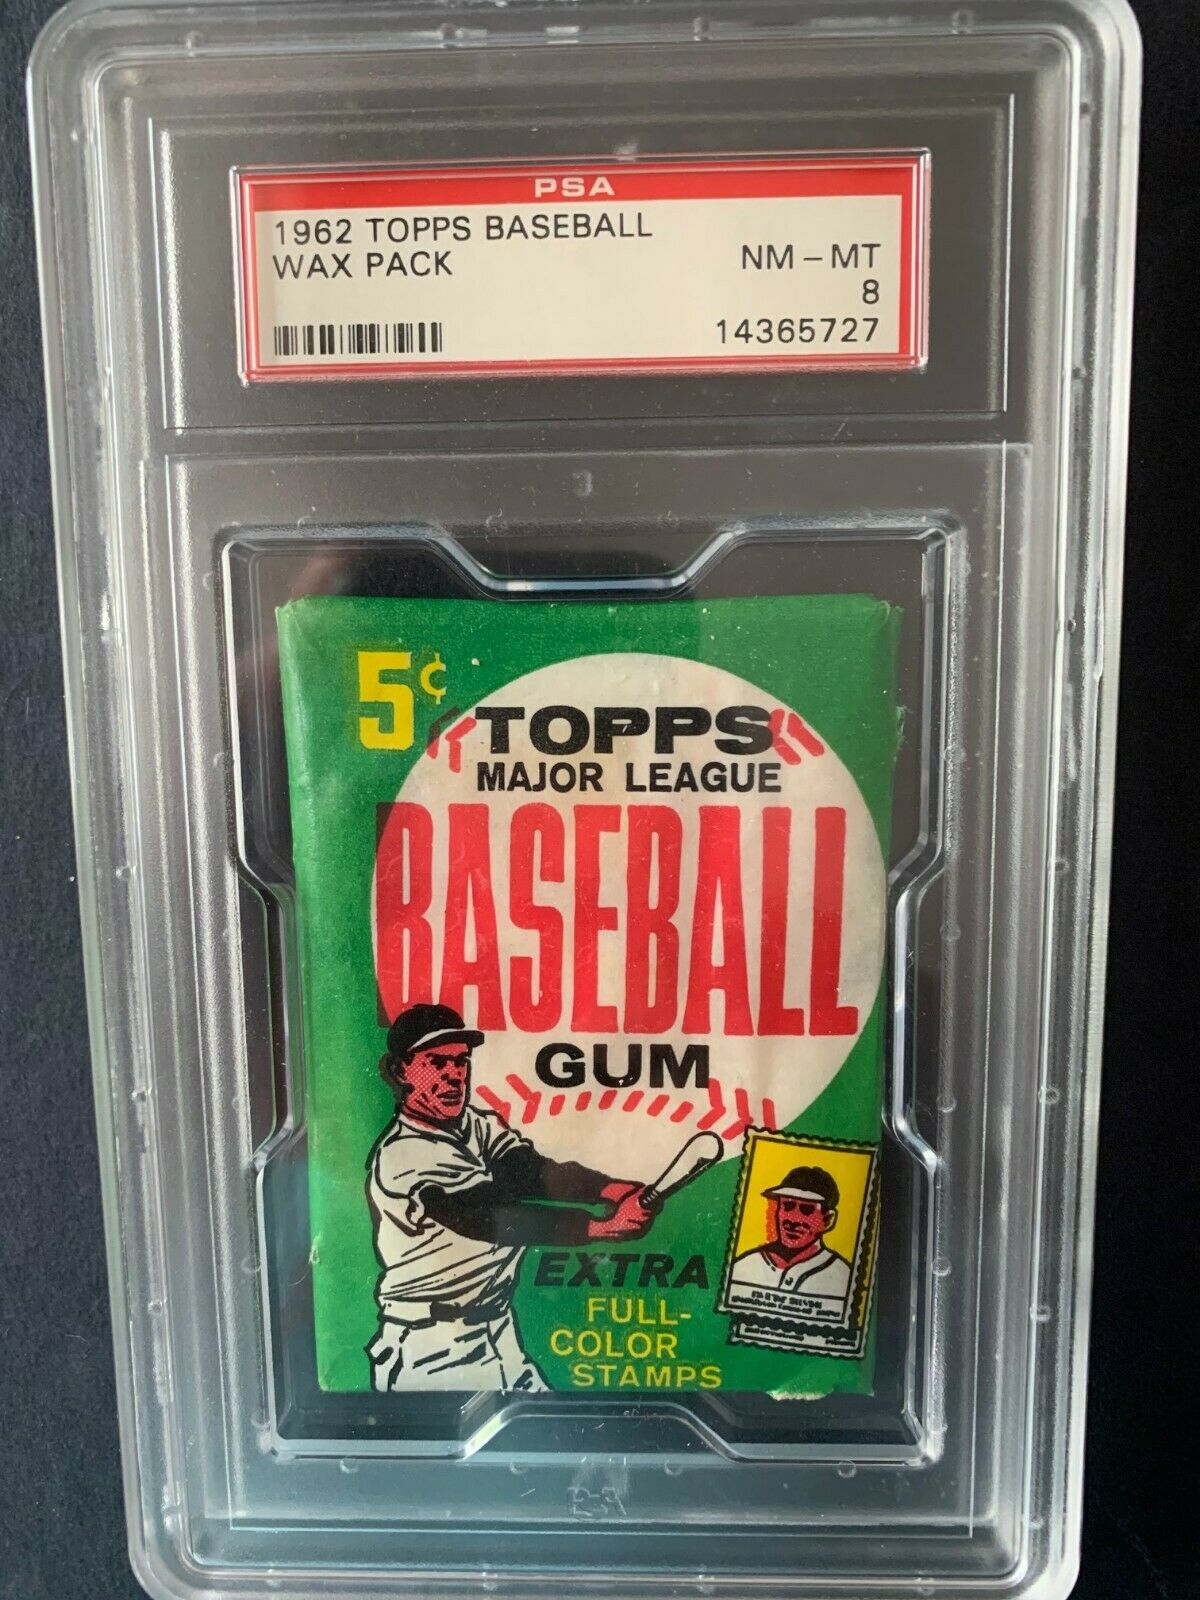 PSA
1962 TOPPS BASEBALL
WAX PACK
NM – MT
8
14365727
5¢
TOPPS
MAJOR LEAGUE
BASEBALL
GUM
EXTRA
FULL-
COLOR
STAMPS
PSA